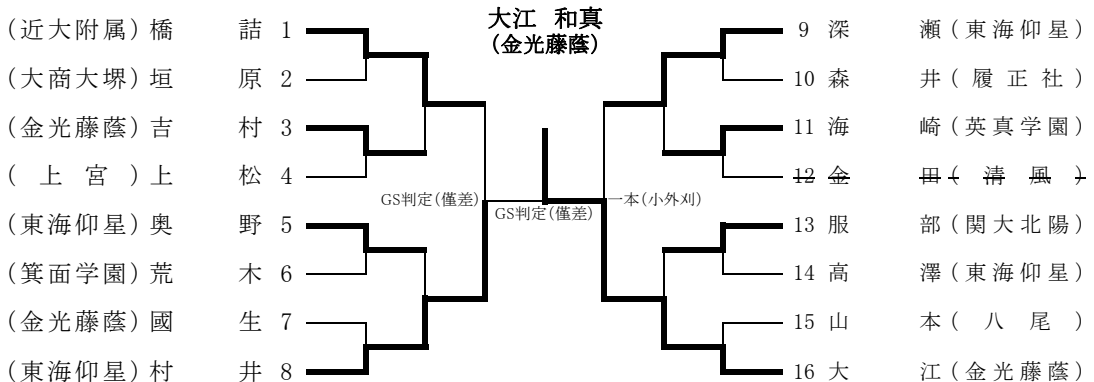 大江 和真
(金光藤蔭)
(近大附属) 橋 詰 1
(大商大堺) 垣 原 2
(金光藤蔭) 吉 村 3
( 上 宮 ) 上 松 4
GS判定(僅差)
(東海仰星) 奥 野 5
(箕面学園) 荒 木 6
(金光藤蔭) 國 生 7
(東海仰星) 村 井 8
GS判定(僅差)
一本(小外刈)
9 深 瀬 (東海仰星)
10 森 井 ( 履 正 社 )
11 海 崎 (英真学園)
12 金 田 ( 清 風 )
13 服 部 (関大北陽)
14 高 澤 (東海仰星)
15 山 本 ( 八 尾 )
16 大 江 (金光藤蔭)